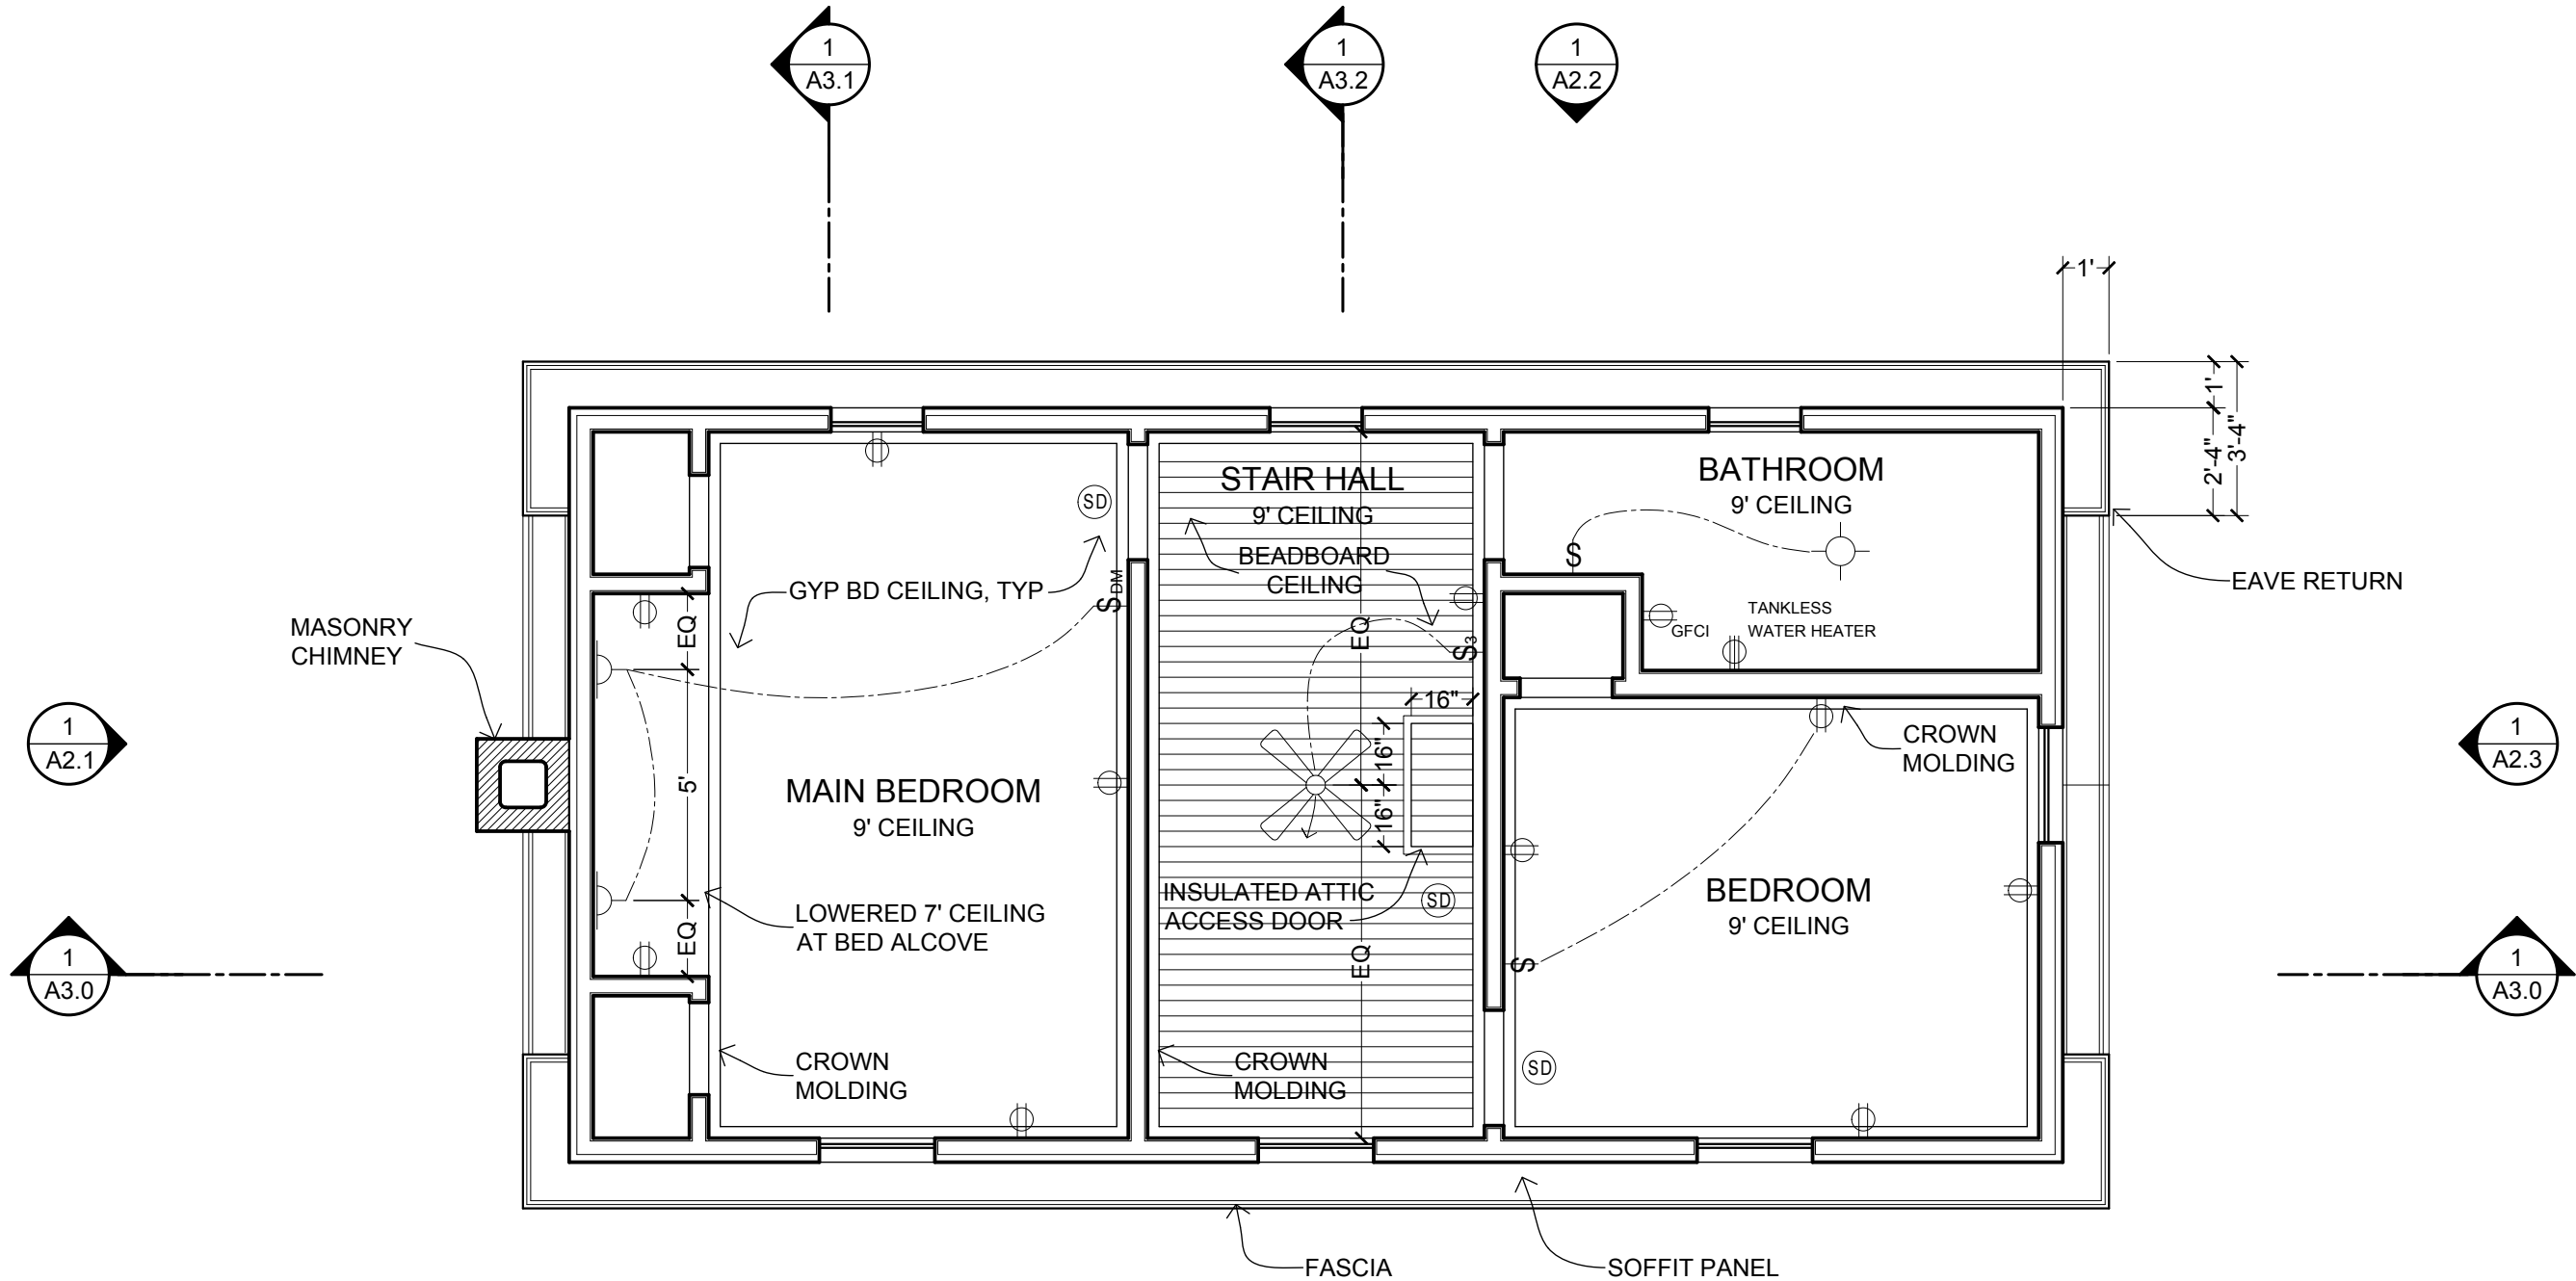 1
A3.1
1
A3.2
1
A2.2
1'
1'
2'-4"
3'-4"
STAIR HALL
9' CEILING
BATHROOM
9' CEILING
SD
BEADBOARD
CEILING
S
GYP BD CEILING, TYP
SDM
EAVE RETURN
MASONRY
CHIMNEY
EQ
EQ
S3
GFCI
TANKLESS
WATER HEATER
16"
1
A2.1
5'
MAIN BEDROOM
9' CEILING
16"
16"
CROWN
MOLDING
1
A2.3
LOWERED 7' CEILING
AT BED ALCOVE
EQ
INSULATED ATTIC
ACCESS DOOR
SD
EQ
BEDROOM
9' CEILING
S
1
A3.0
1
A3.0
CROWN
MOLDING
CROWN
MOLDING
SD
FASCIA
SOFFIT PANEL